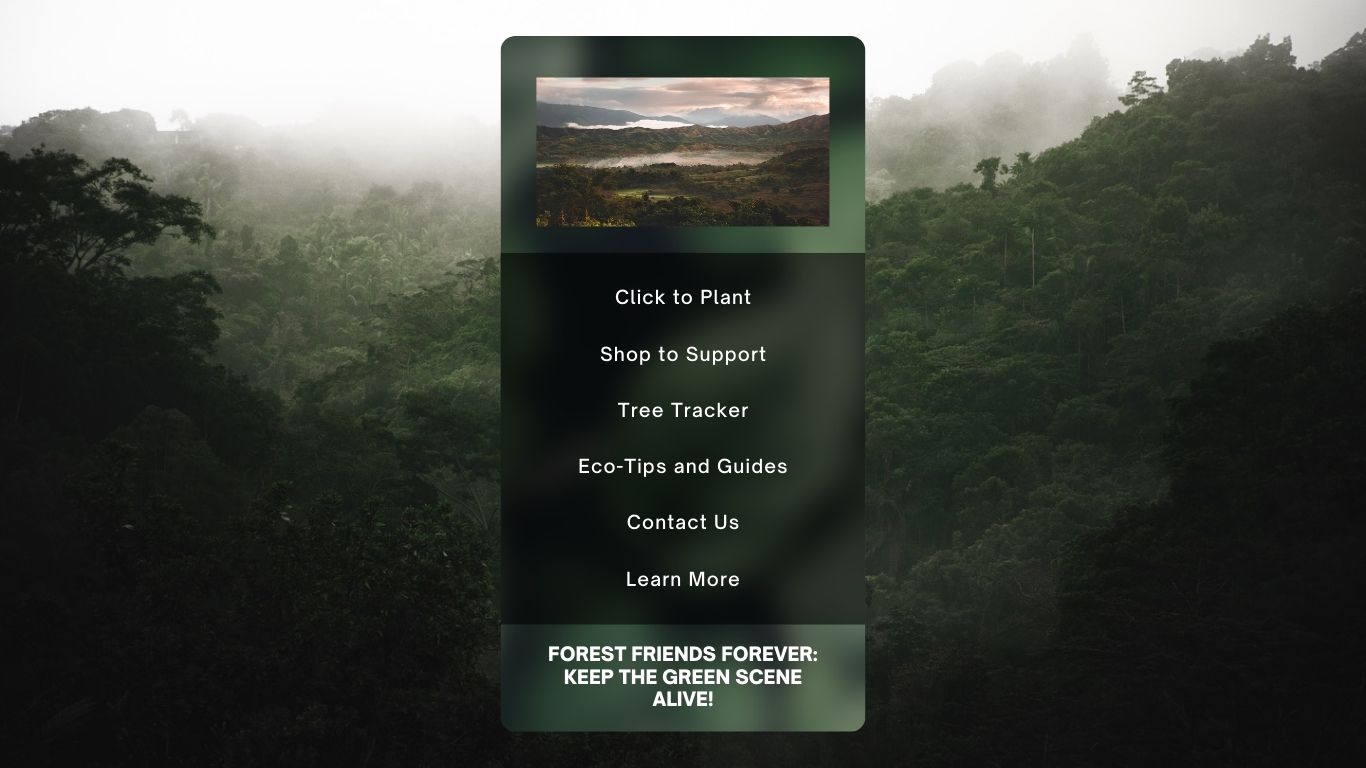 Click to Plant
Shop to Support
Tree Tracker
Eco-Tips and Guides
Contact Us
Learn More
FOREST FRIENDS FOREVER:
KEEP THE GREEN SCENE
ALIVE!